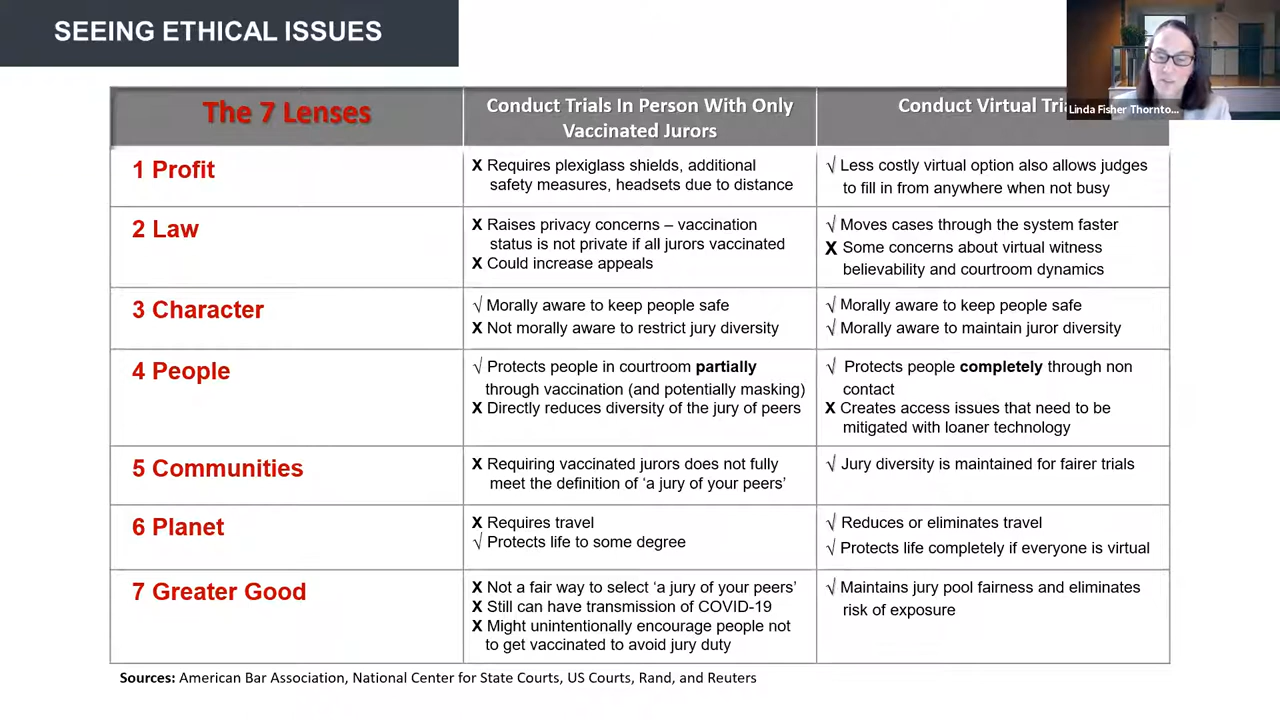 SEEING ETHICAL ISSUES
Linda Fisher Thornto...
The 7 Lenses
Conduct Trials In Person With Only
Vaccinated Jurors
Conduct Virtual
1 Profit
X Requires plexiglass shields, additional
safety measures, headsets due to distance
√ Less costly virtual option also allows judges
to fill in from anywhere when not busy
2 Law
X Raises privacy concerns – vaccination
status is not private if all jurors vaccinated
X Could increase appeals
√ Moves cases through the system faster
X Some concerns about virtual witness
believability and courtroom dynamics
3 Character
√ Morally aware to keep people safe
X Not morally aware to restrict jury diversity
√ Morally aware to keep people safe
√ Morally aware to maintain juror diversity
4 People
√ Protects people in courtroom partially
through vaccination (and potentially masking)
X Directly reduces diversity of the jury of peers
√ Protects people completely through non
contact
X Creates access issues that need to be
mitigated with loaner technology
5 Communities
X Requiring vaccinated jurors does not fully
meet the definition of ‘a jury of your peers’
√ Jury diversity is maintained for fairer trials
6 Planet
X Requires travel
√ Protects life to some degree
√ Reduces or eliminates travel
√ Protects life completely if everyone is virtual
7 Greater Good
X Not a fair way to select ‘a jury of your peers’
X Still can have transmission of COVID-19
X Might unintentionally encourage people not
to get vaccinated to avoid jury duty
√ Maintains jury pool fairness and eliminates
risk of exposure
Sources: American Bar Association, National Center for State Courts, US Courts, Rand, and Reuters